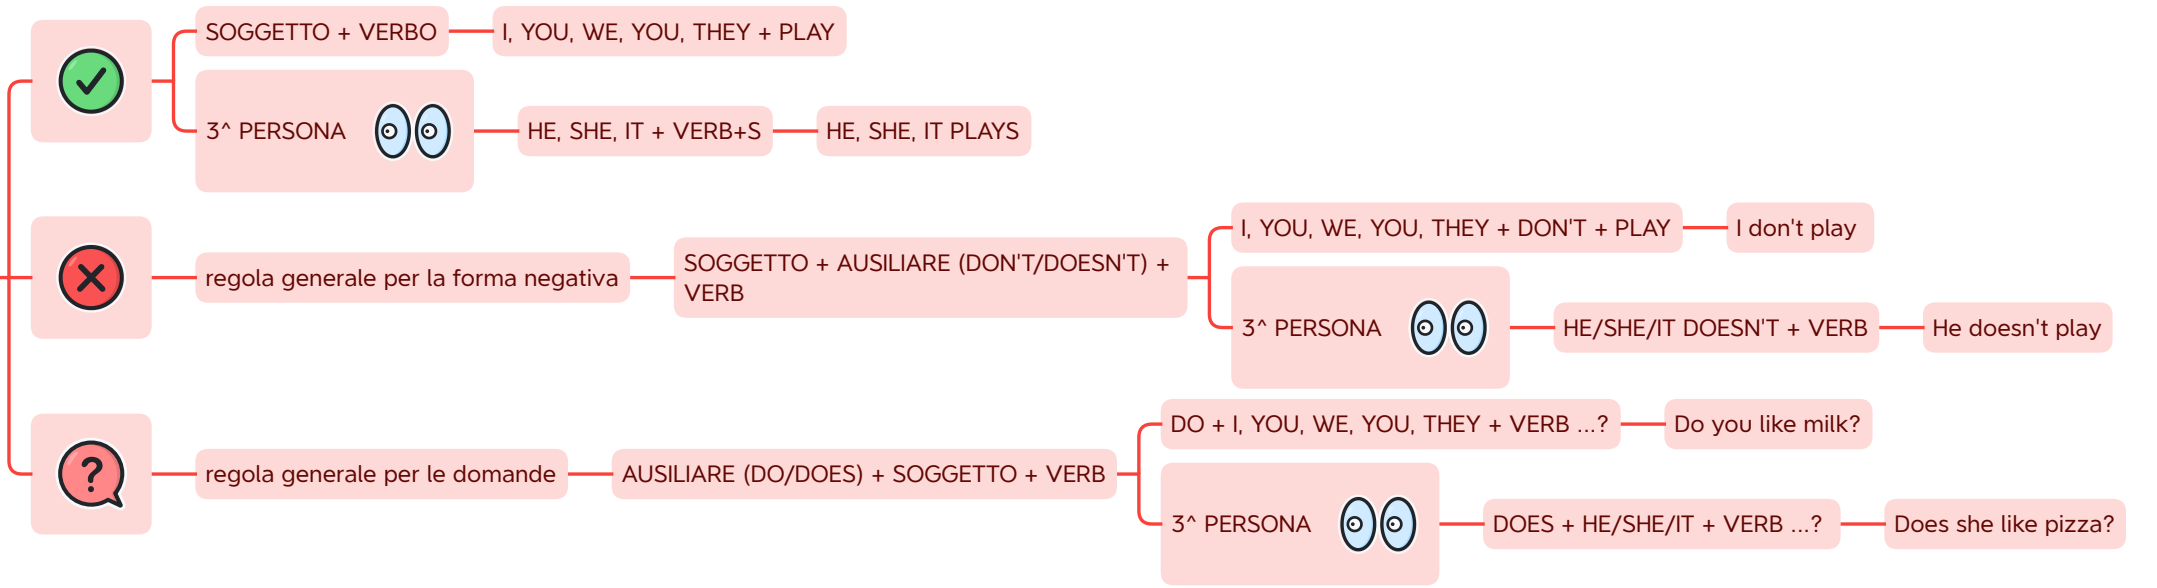 SOGGETTO + VERBO
I, YOU, WE, YOU, THEY + PLAY
3^ PERSONA
HE, SHE, IT + VERB+S
HE, SHE, IT PLAYS
regola generale per la forma negativa
SOGGETTO + AUSILIARE (DON'T/DOESN'T) +
VERB
I, YOU, WE, YOU, THEY + DON'T + PLAY
I don't play
3^ PERSONA
HE/SHE/IT DOESN'T + VERB
He doesn't play
?
regola generale per le domande
AUSILIARE (DO/DOES) + SOGGETTO + VERB
DO + I, YOU, WE, YOU, THEY + VERB ...?
Do you like milk?
3^ PERSONA
DOES + HE/SHE/IT + VERB ...?
Does she like pizza?